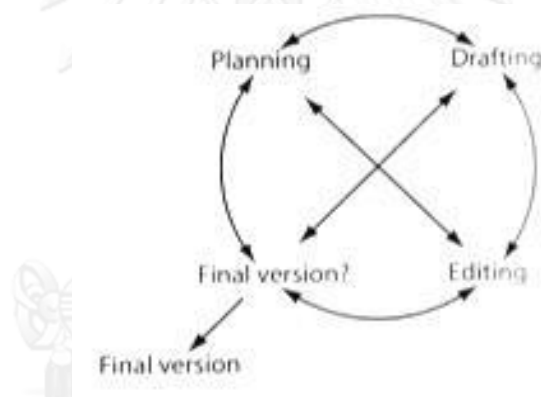 Planning
Drafting
Final version?
Editing
Final version